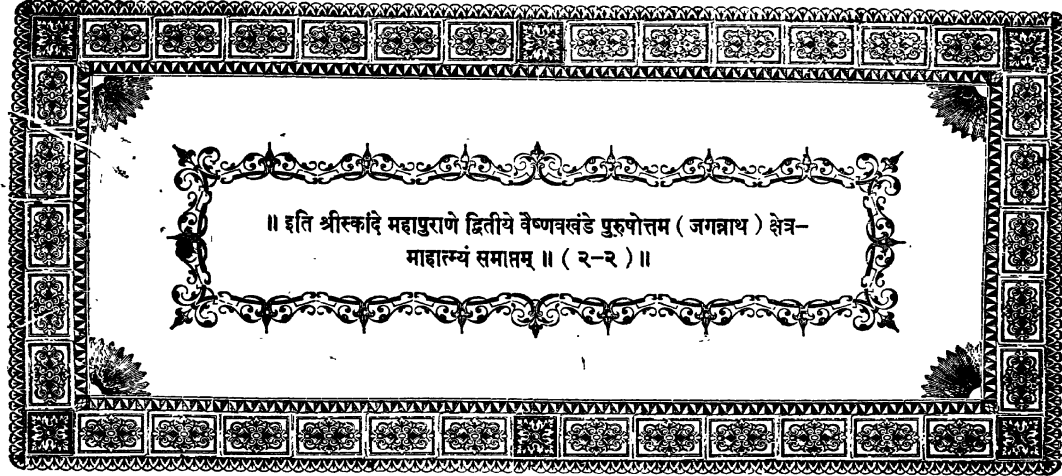 ॥ इति श्रीस्कांदे महापुराणे द्वितीये वैष्णवखंडे पुरुषोत्तम ( जगन्नाथ ) क्षेत्र-
माहात्म्यं समाप्तम् ॥ ( २-२ ) ॥